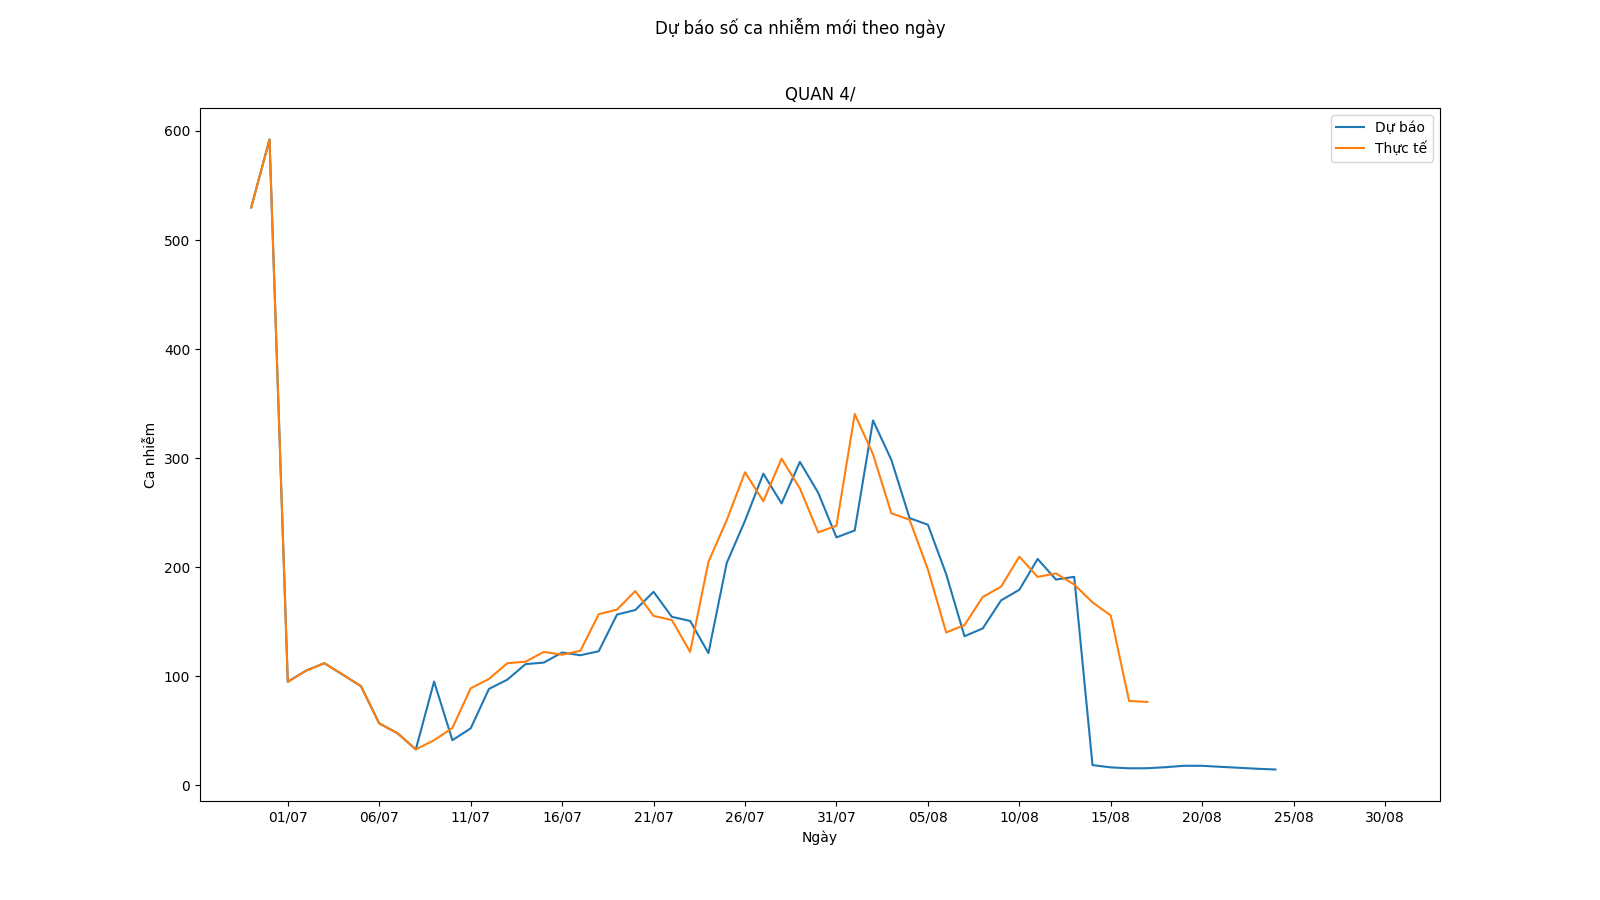 Dự báo số ca nhiễm mới theo ngày
QUAN 4/
Dự báo
Thực tế
600
500
400
300
200
100
0
Ca nhiễm
01/07 06/07 11/07 16/07 21/07 26/07 31/07 05/08 10/08 15/08 20/08 25/08 30/08
Ngày